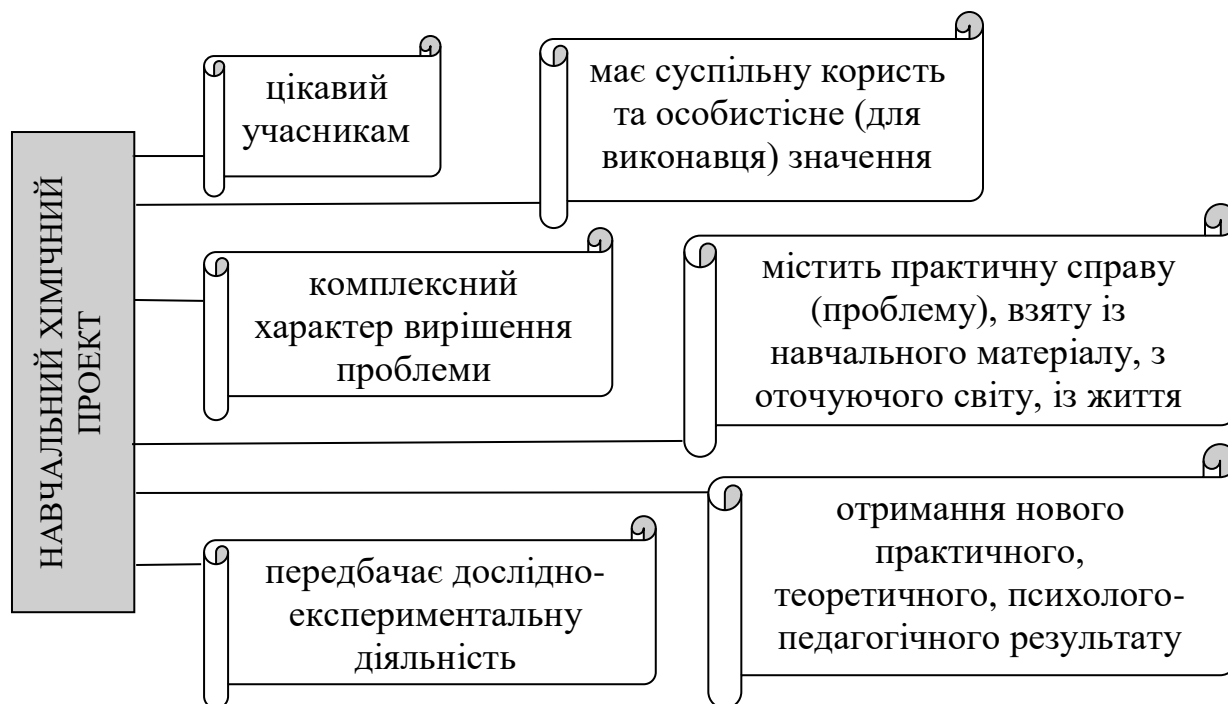 НАВЧАЛЬНИЙ ХІМІЧНИЙ
ПРОЕКТ
цікавий
учасникам
має суспільну користь
та особистісне (для
виконавця) значення
комплексний
характер вирішення
проблеми
містить практичну справу
(проблему), взяту із
навчального матеріалу, з
оточуючого світу, із життя
передбачає дослідно-
експериментальну
діяльність
отримання нового
практичного,
теоретичного, психолого-
педагогічного результату